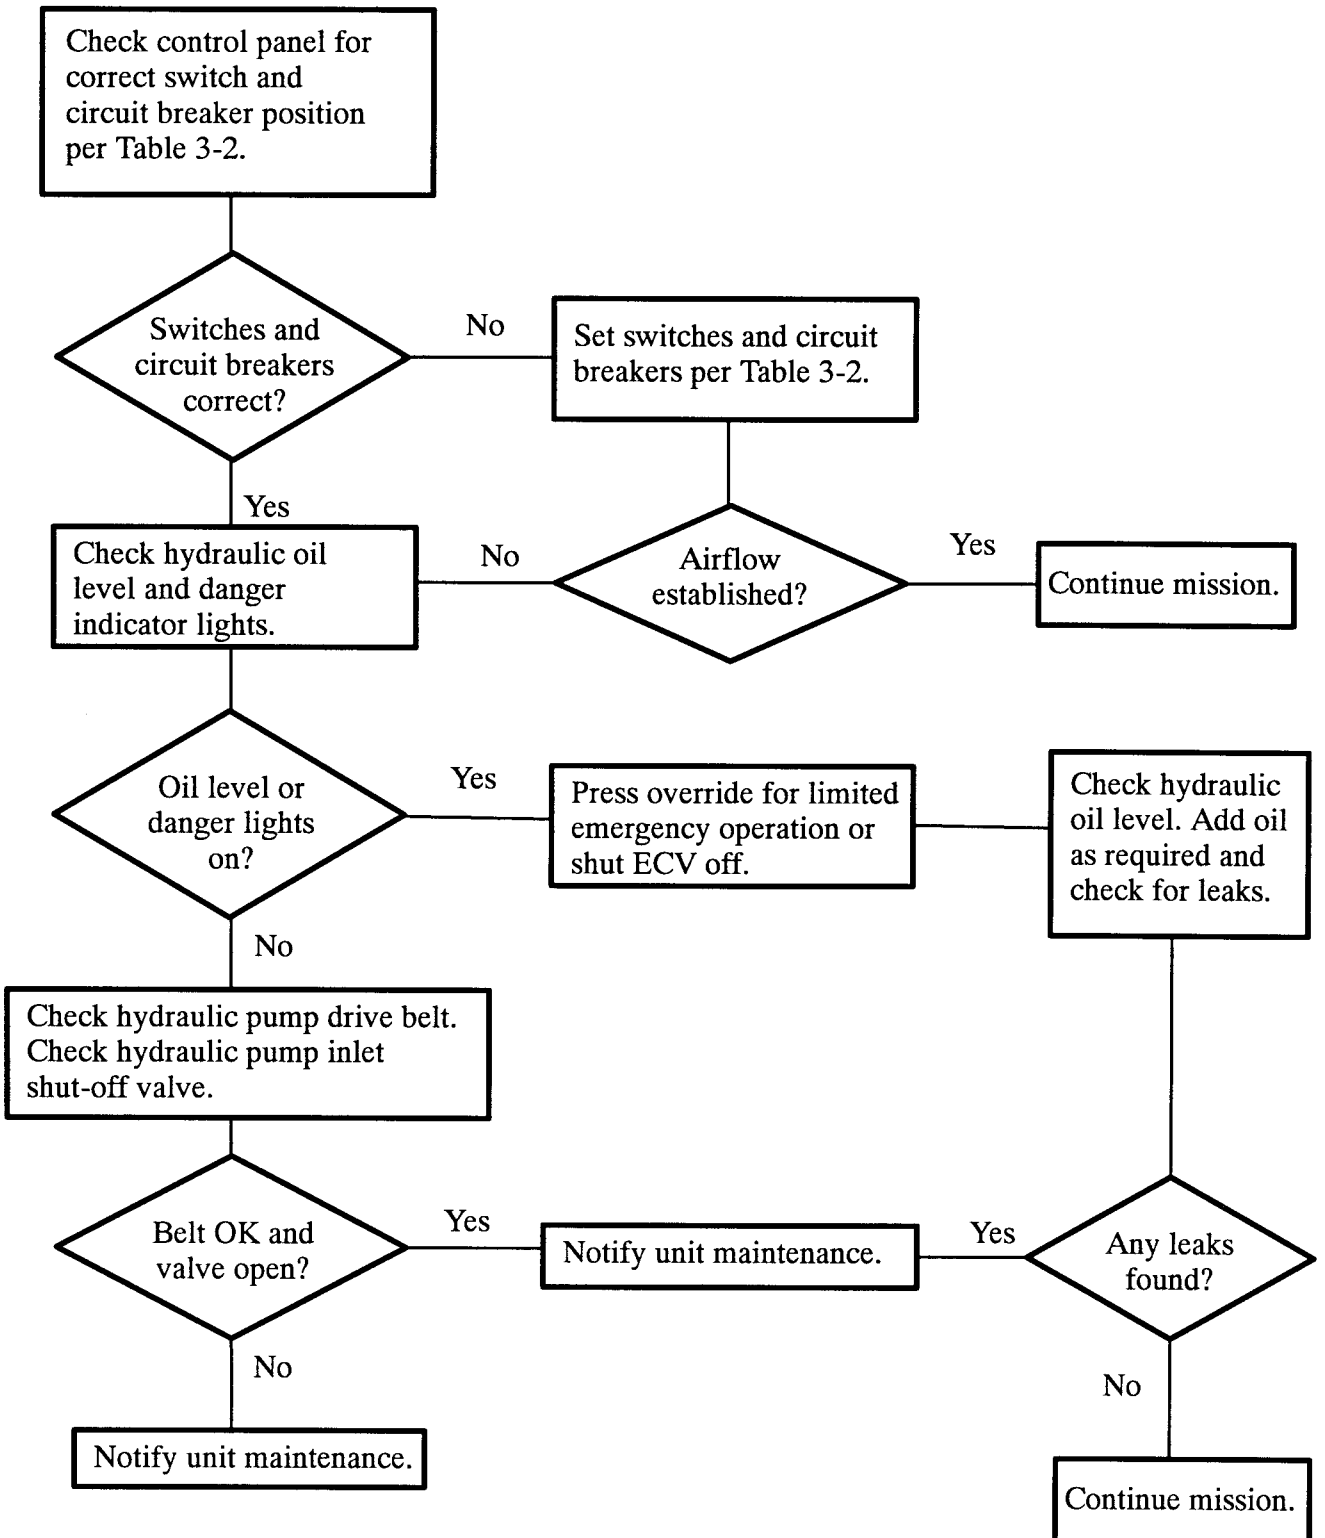 Check control panel for
correct switch and
circuit breaker position
per Table 3-2.
Switches and
circuit breakers
correct?
No
Set switches and circuit
breakers per Table 3-2.
Yes
Check hydraulic oil
level and danger
indicator lights.
No
Airflow
established?
Yes
Continue mission.
Oil level or
danger lights
on?
Yes
Press override for limited
emergency operation or
shut ECV off.
Check hydraulic
oil level. Add oil
as required and
check for leaks.
No
Check hydraulic pump drive belt.
Check hydraulic pump inlet
shut-off valve.
Belt OK and
valve open?
Yes
Notify unit maintenance.
Yes
Any leaks
found?
No
Notify unit maintenance.
No
Continue mission.